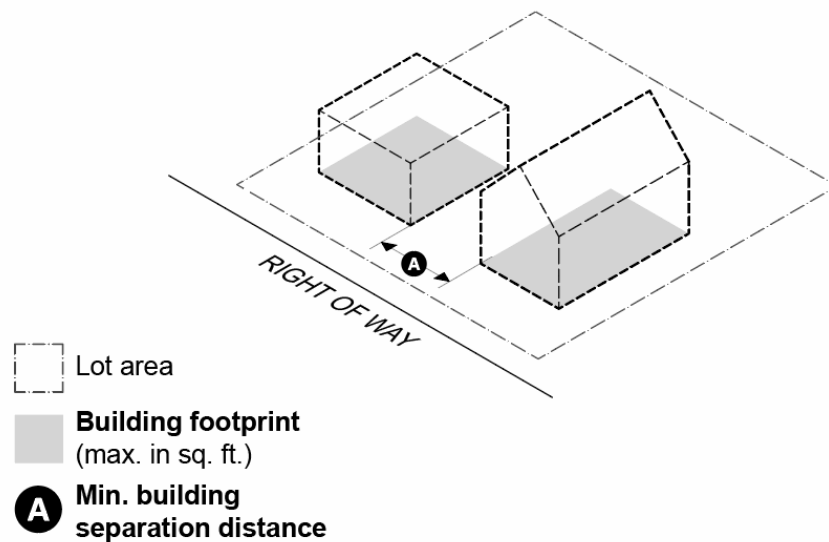 A
RIGHT OF WAY
Lot area
Building footprint
(max. in sq. ft.)
A Min. building
separation distance